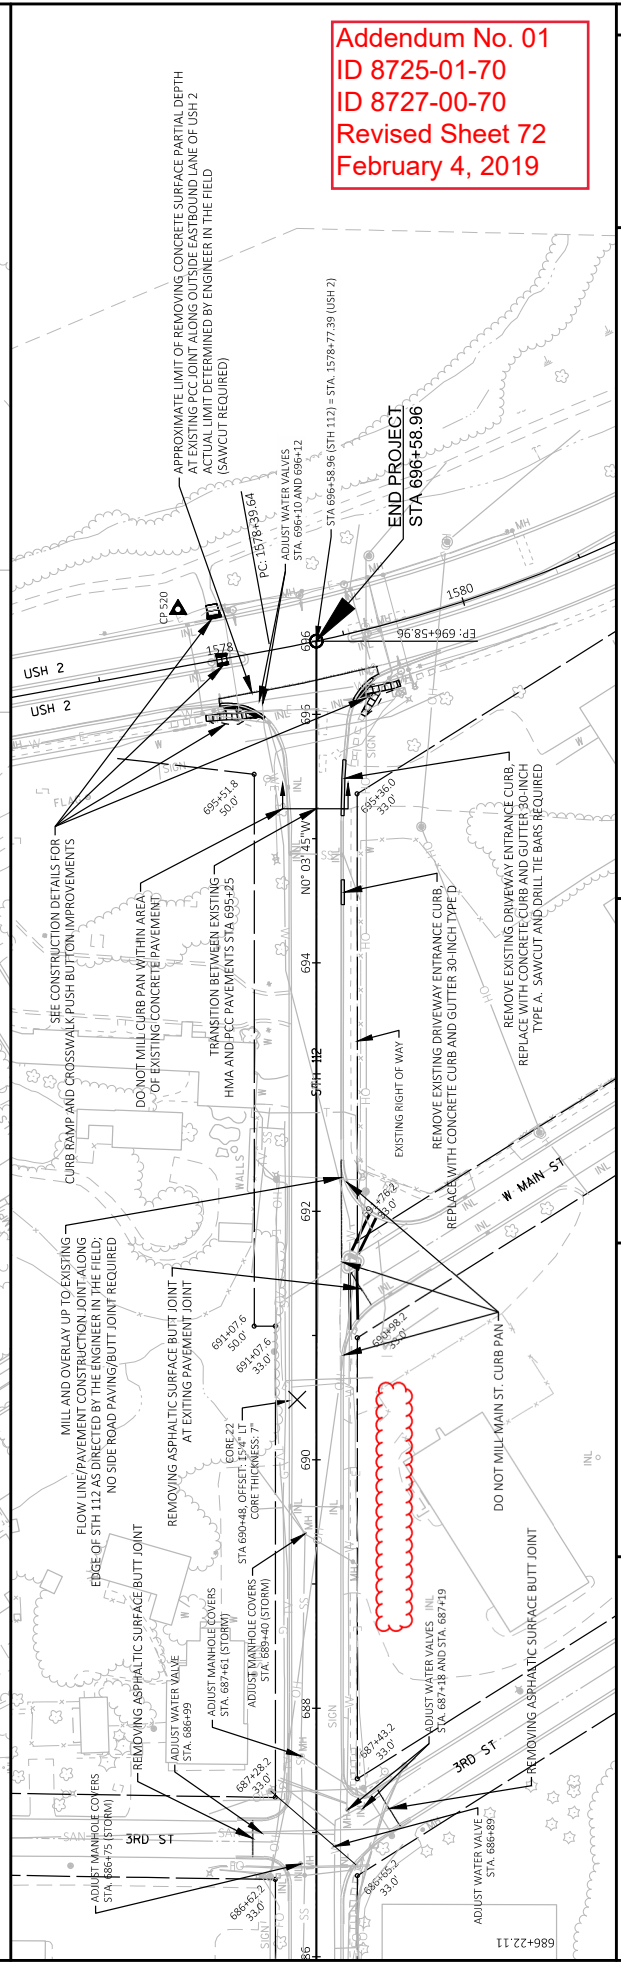 Addendum No. 01
ID 8725-01-70
ID 8727-00-70
Revised Sheet 72
February 4, 2019
APPROXIMATE LIMIT OF REMOVING CONCRETE SURFACE PARTIAL DEPTH
AT EXISTING PCC JOINT ALONG OUTSIDE EASTBOUND LANE OF USH 2
ACTUAL LIMIT DETERMINED BY ENGINEER IN THE FIELD
(SAWCUT REQUIRED)
PC: 1578+39.64
ADJUST WATER VALVES
STA. 696+10 AND 696+12
STA 696+58.96 (STH 112) = STA. 1578+77.39 (USH 2)
END PROJECT
STA 696+58.96
EP: 696+58.96
CP 520
1578
1580
USH 2
USH 2
696
695
MH
INL
SIGN
FLAG
SEE CONSTRUCTION DETAILS FOR
CURB RAMP AND CROSSWALK PUSH BUTTON IMPROVEMENTS
695+51.8
50.0'
695+36.0
33.0'
N0° 03' 45"W
DO NOT MILL CURB PAN WITHIN AREA
OF EXISTING CONCRETE PAVEMENT
TRANSITION BETWEEN EXISTING
HMA AND PCC PAVEMENTS STA 695+25
694
STH 112
EXISTING RIGHT OF WAY
REMOVE EXISTING DRIVEWAY ENTRANCE CURB,
REPLACE WITH CONCRETE CURB AND GUTTER 30-INCH TYPE D
REMOVE EXISTING DRIVEWAY ENTRANCE CURB,
REPLACE WITH CONCRETE CURB AND GUTTER 30-INCH
TYPE A. SAWCUT AND DRILL TIE BARS REQUIRED
WALLS
W MAIN ST
692
33.0'
MILL AND OVERLAY UP TO EXISTING
FLOW LINE/PAVEMENT CONSTRUCTION JOINT ALONG
EDGE OF STH 112 AS DIRECTED BY THE ENGINEER IN THE FIELD;
NO SIDE ROAD PAVING/BUTT JOINT REQUIRED
REMOVING ASPHALTIC SURFACE BUTT JOINT
AT EXITING PAVEMENT JOINT
691+07.6
50.0'
691+07.6
33.0'
690+98.2
33.0'
DO NOT MILL MAIN ST. CURB PAN
CORE 22
STA 690+48, OFFSET: 15'4" LT
CORE THICKNESS: 7"
690
REMOVING ASPHALTIC SURFACE BUTT JOINT
ADJUST WATER VALVE
STA. 686+99
ADJUST MANHOLE COVERS
STA. 687+61 (STORM)
ADJUST MANHOLE COVERS
STA. 689+40 (STORM)
688
SIGN
ADJUST WATER VALVES
STA. 687+18 AND STA. 687+19
REMOVING ASPHALTIC SURFACE BUTT JOINT
687+28.2
33.0'
687+43.2
33.0'
3RD ST
3RD ST
ADJUST MANHOLE COVERS
STA. 686+75 (STORM)
686+62.2
33.0'
686+65.2
33.0'
ADJUST WATER VALVE
STA. 686+89
SIGN
686+22.11